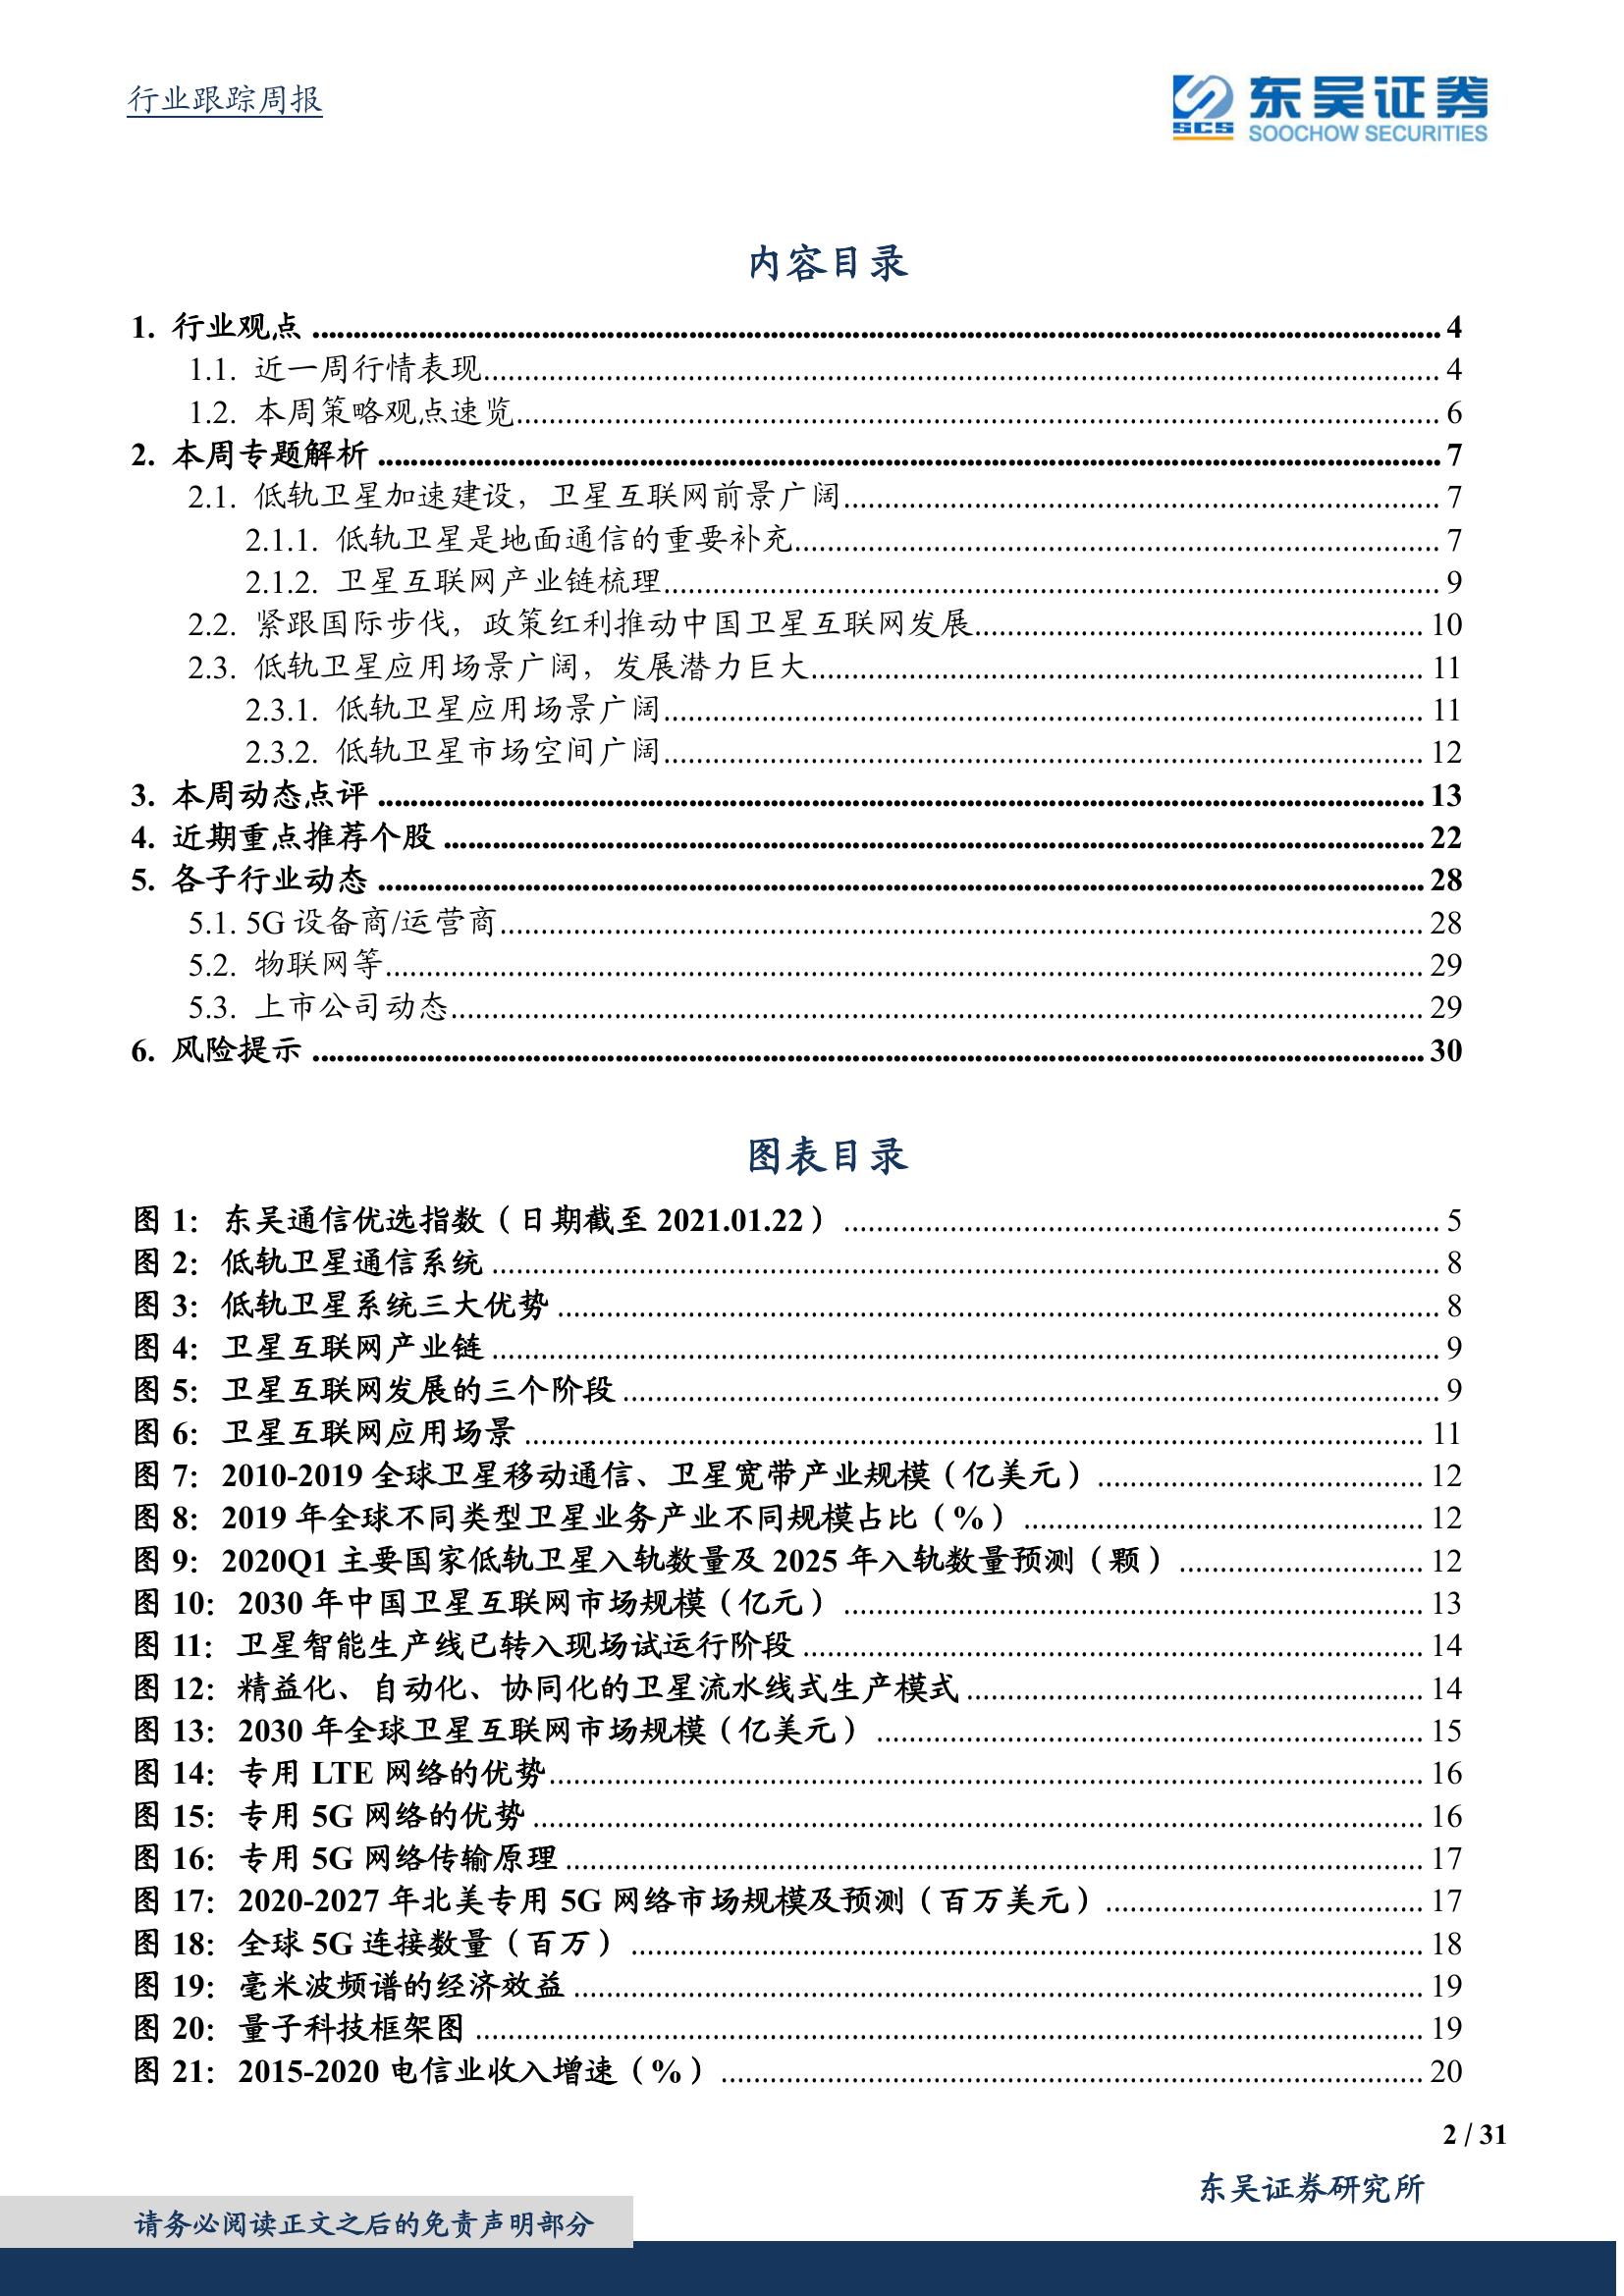 行业跟踪周报
东吴证券
SCS
SOOCHOW SECURITIES
内容目录
1. 行业观点 ........ 4
1.1. 近一周行情表现........ 4
1.2. 本周策略观点速览........ 6
2. 本周专题解析 ........ 7
2.1. 低轨卫星加速建设，卫星互联网前景广阔........ 7
2.1.1. 低轨卫星是地面通信的重要补充........ 7
2.1.2. 卫星互联网产业链梳理........ 9
2.2. 紧跟国际步伐，政策红利推动中国卫星互联网发展........ 10
2.3. 低轨卫星应用场景广阔，发展潜力巨大........ 11
2.3.1. 低轨卫星应用场景广阔........ 11
2.3.2. 低轨卫星市场空间广阔........ 12
3. 本周动态点评 ........ 13
4. 近期重点推荐个股 ........ 22
5. 各子行业动态 ........ 28
5.1. 5G 设备商/运营商........ 28
5.2. 物联网等........ 29
5.3. 上市公司动态........ 29
6. 风险提示 ........ 30
图表目录
图 1：东吴通信优选指数（日期截至 2021.01.22） ........ 5
图 2：低轨卫星通信系统 ........ 8
图 3：低轨卫星系统三大优势 ........ 8
图 4：卫星互联网产业链 ........ 9
图 5：卫星互联网发展的三个阶段 ........ 9
图 6：卫星互联网应用场景 ........ 11
图 7：2010-2019 全球卫星移动通信、卫星宽带产业规模（亿美元） ........ 12
图 8：2019 年全球不同类型卫星业务产业不同规模占比（%） ........ 12
图 9：2020Q1 主要国家低轨卫星入轨数量及 2025 年入轨数量预测（颗） ........ 12
图 10：2030 年中国卫星互联网市场规模（亿元） ........ 13
图 11：卫星智能生产线已转入现场试运行阶段 ........ 14
图 12：精益化、自动化、协同化的卫星流水线式生产模式 ........ 14
图 13：2030 年全球卫星互联网市场规模（亿美元） ........ 15
图 14：专用 LTE 网络的优势........ 16
图 15：专用 5G 网络的优势 ........ 16
图 16：专用 5G 网络传输原理 ........ 17
图 17：2020-2027 年北美专用 5G 网络市场规模及预测（百万美元） ........ 17
图 18：全球 5G 连接数量（百万） ........ 18
图 19：毫米波频谱的经济效益 ........ 19
图 20：量子科技框架图 ........ 19
图 21：2015-2020 电信业收入增速（%） ........ 20
2 / 31
东吴证券研究所
请务必阅读正文之后的免责声明部分